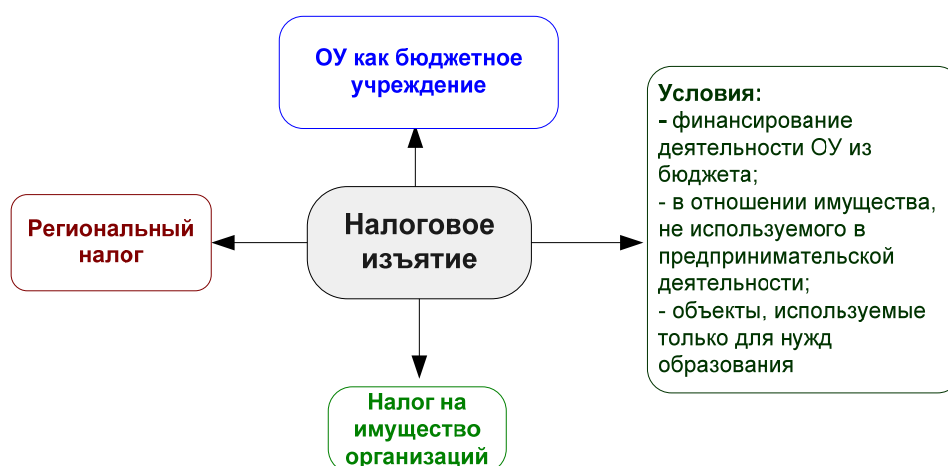 ОУ как бюджетное
учреждение
Условия:
- финансирование
деятельности ОУ из
бюджета;
- в отношении имущества,
не используемого в
предпринимательской
деятельности;
- объекты, используемые
только для нужд
образования
Региональный
налог
Налоговое
изъятие
Налог на
имущество
организаций